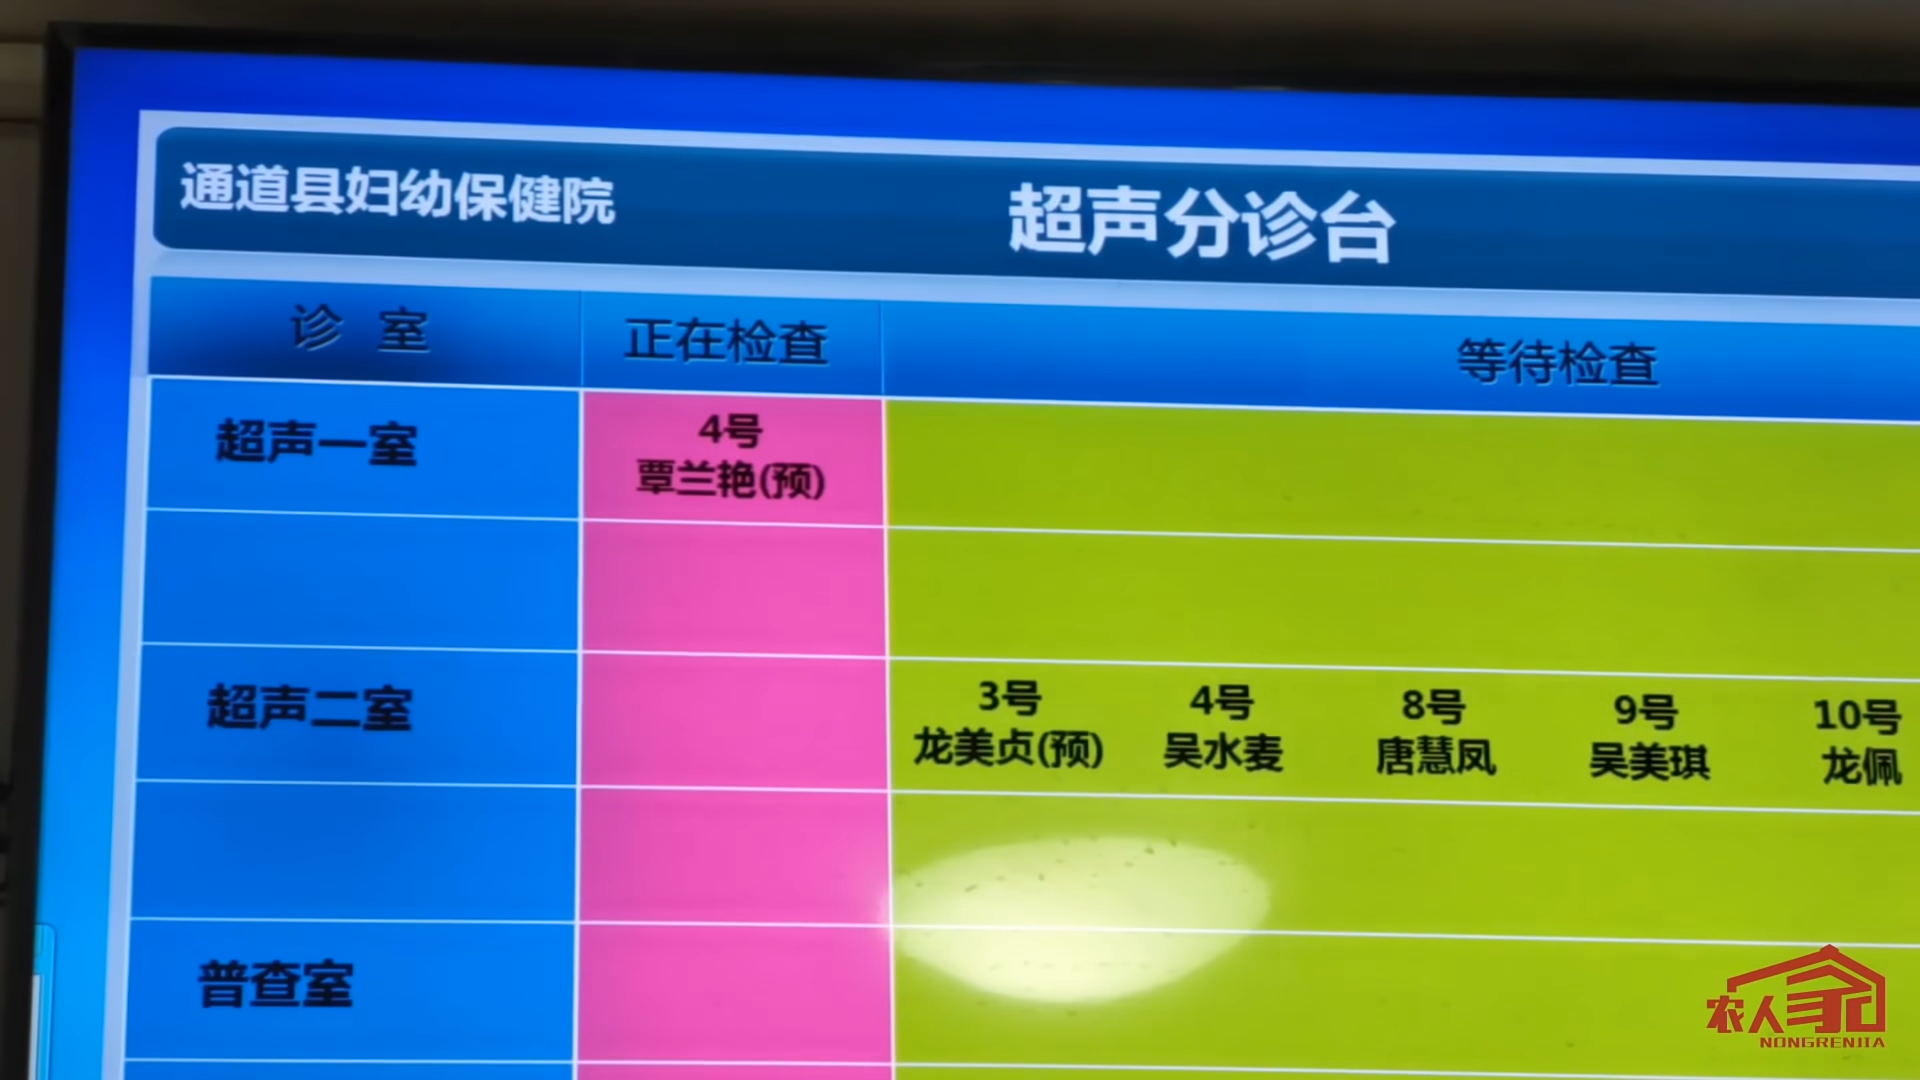 通道县妇幼保健院
超声分诊台
诊 室
正在检查
等待检查
超声一室
4号
覃兰艳(预)
超声二室
3号
龙美贞(预)
4号
吴水麦
8号
唐慧凤
9号
吴美琪
10号
龙佩
普查室
农人家
NONGRENJIA